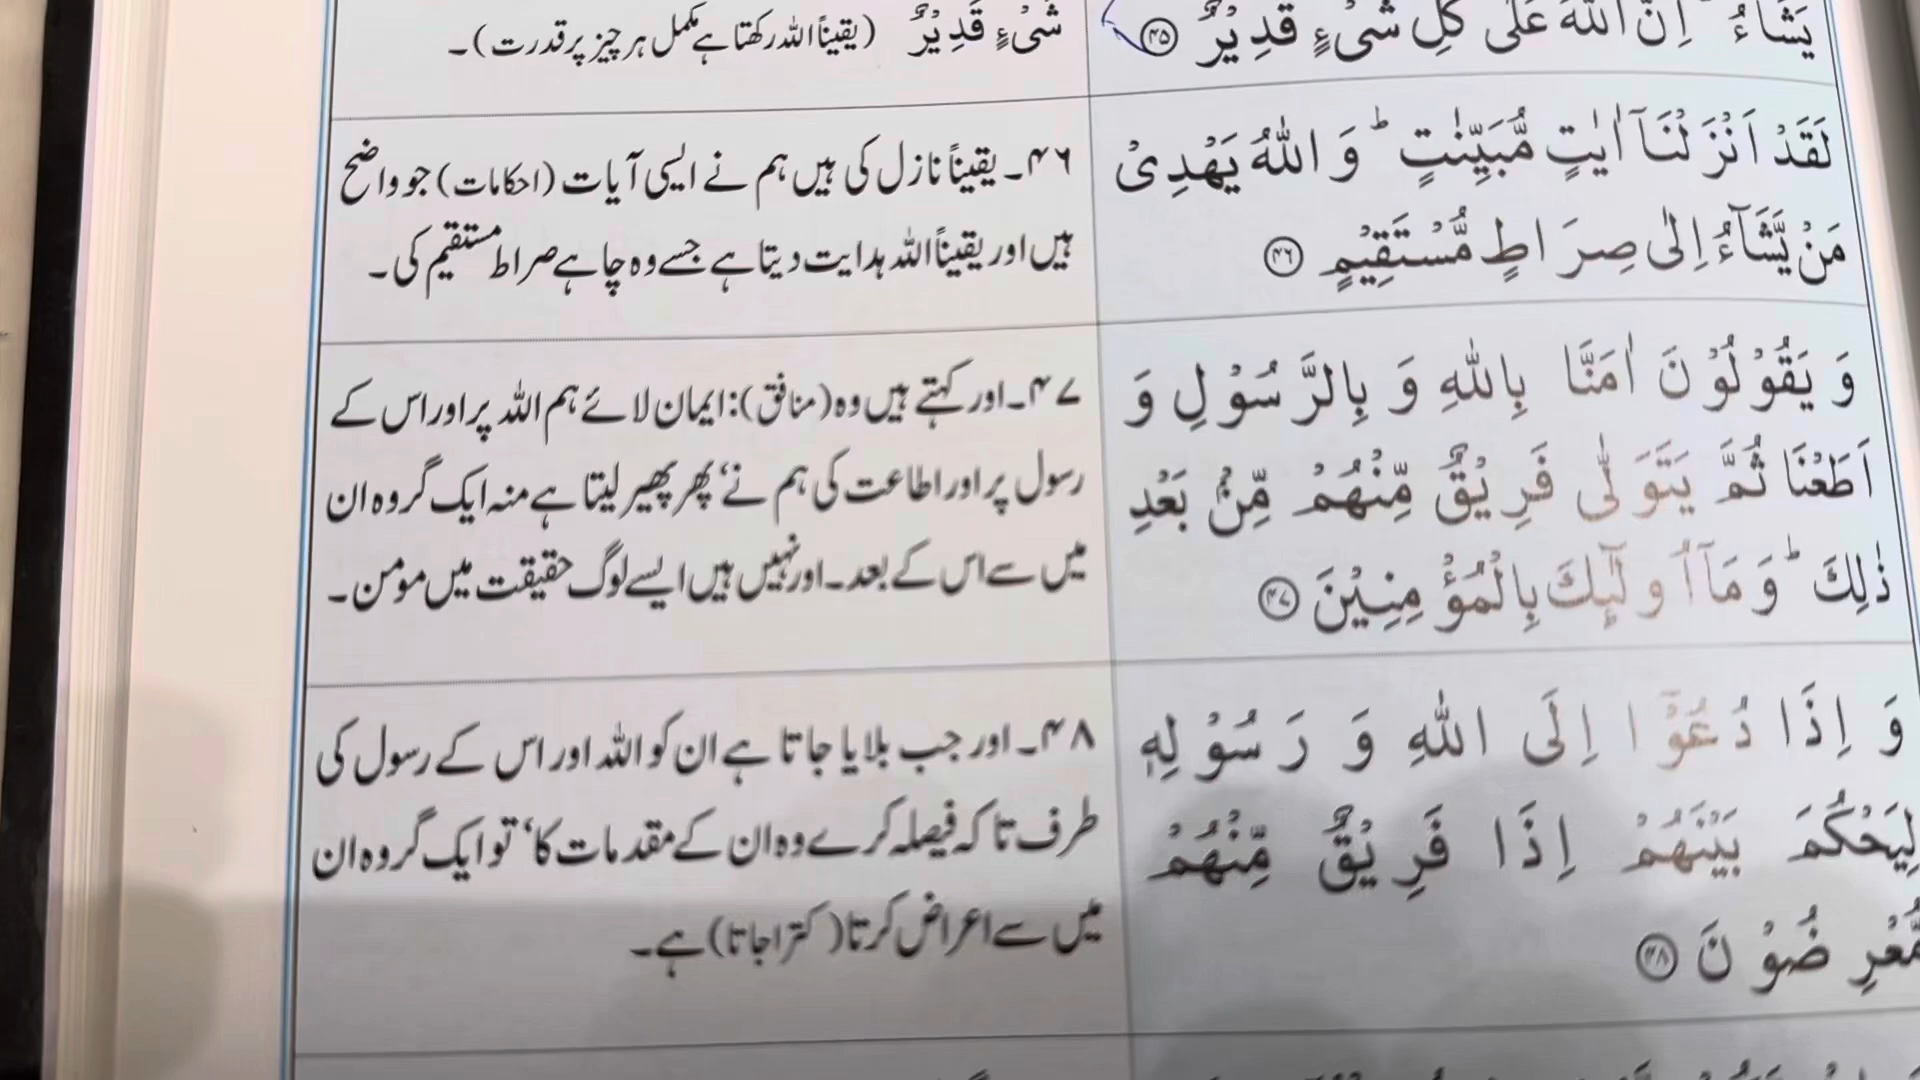 يَشَآءُ ؕ اِنَّ اللّٰهَ عَلٰی كُلِّ شَیْءٍ قَدِیْرٌ ﴿۴۵﴾
لَقَدْ اَنْزَلْنَاۤ اٰیٰتٍ مُّبَیِّنٰتٍ ؕ وَ اللّٰهُ یَهْدِیْ
مَنْ یَّشَآءُ اِلٰی صِرَاطٍ مُّسْتَقِیْمٍ ﴿۴۶﴾
وَ یَقُوْلُوْنَ اٰمَنَّا بِاللّٰهِ وَ بِالرَّسُوْلِ وَ
اَطَعْنَا ثُمَّ یَتَوَلّٰی فَرِیْقٌ مِّنْهُمْ مِّنْۢ بَعْدِ
ذٰلِكَ ؕ وَ مَاۤ اُولٰٓئِكَ بِالْمُؤْمِنِیْنَ ﴿۴۷﴾
وَ اِذَا دُعُوْۤا اِلَی اللّٰهِ وَ رَسُوْلِهٖ
لِیَحْكُمَ بَیْنَهُمْ اِذَا فَرِیْقٌ مِّنْهُمْ
مُّعْرِضُوْنَ ﴿۴۸﴾
شَیْءٍ قَدِیْرٌ (یقیناً اللہ رکھتا ہے مکمل ہر چیز پر قدرت)۔
۴۶۔ یقیناً نازل کی ہیں ہم نے ایسی آیات (احکامات) جو واضح
ہیں اور یقیناً اللہ ہدایت دیتا ہے جسے وہ چاہے صراط مستقیم کی۔
۴۷۔ اور کہتے ہیں وہ (منافق): ایمان لائے ہم اللہ پر اور اس کے
رسول پر اور اطاعت کی ہم نے، پھر پھیر لیتا ہے منہ ایک گروہ ان
میں سے اس کے بعد۔ اور نہیں ہیں ایسے لوگ حقیقت میں مومن۔
۴۸۔ اور جب بلایا جاتا ہے ان کو اللہ اور اس کے رسول کی
طرف تاکہ فیصلہ کرے وہ ان کے مقدمات کا، تو ایک گروہ ان
میں سے اعراض کرتا (کترا جاتا) ہے۔